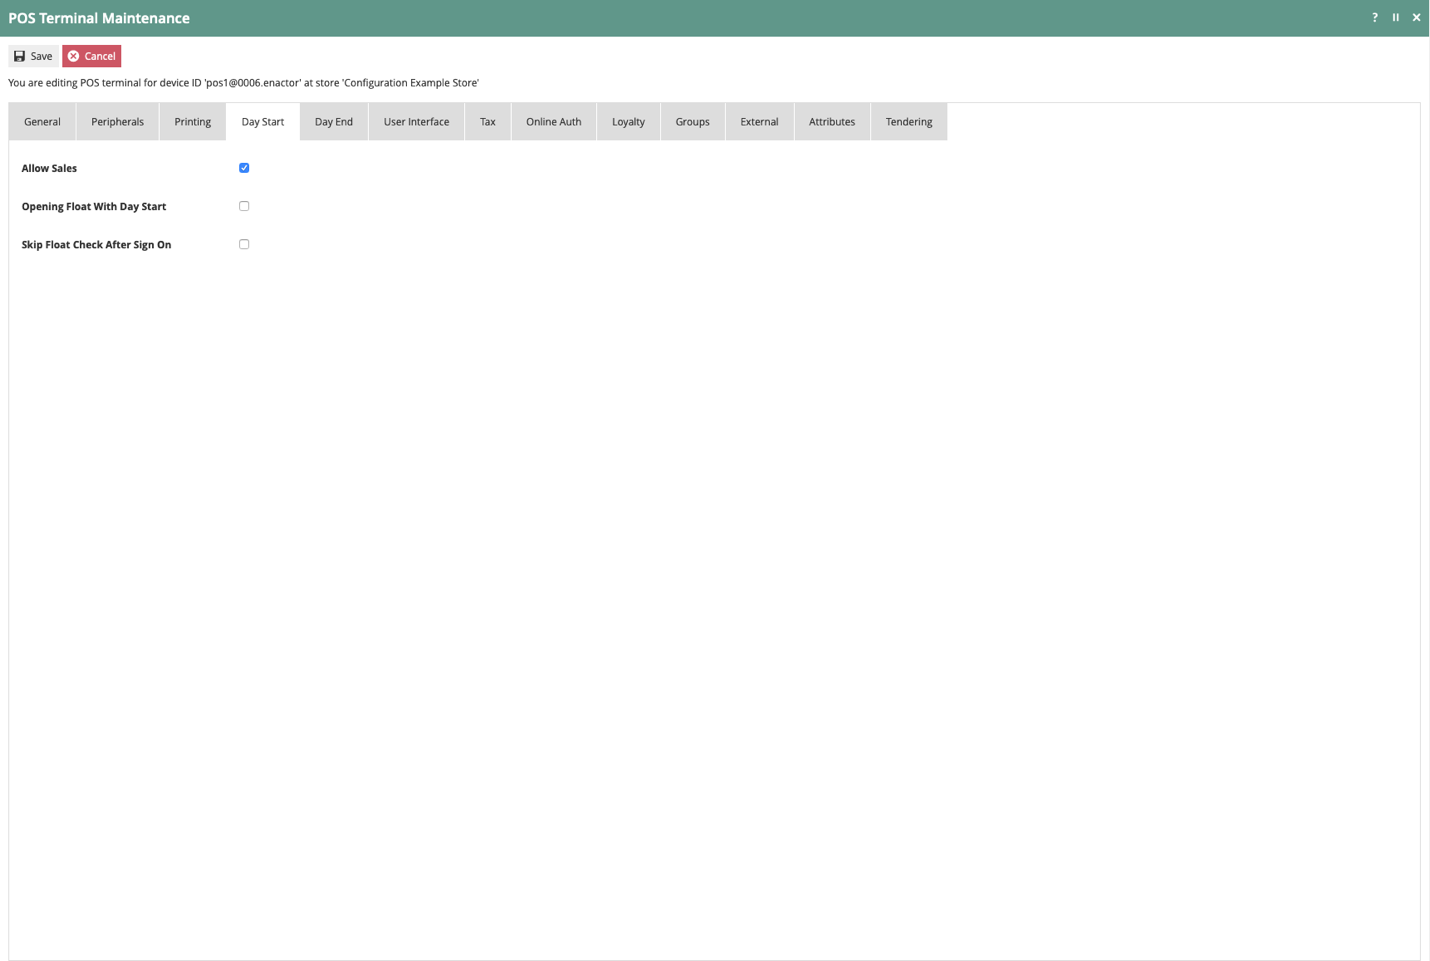 POS Terminal Maintenance
Save Cancel
You are editing POS terminal for device ID 'pos1@0006.enactor' at store 'Configuration Example Store'
General Peripherals Printing Day Start Day End User Interface Tax Online Auth Loyalty Groups External Attributes Tendering
Allow Sales
Opening Float With Day Start
Skip Float Check After Sign On